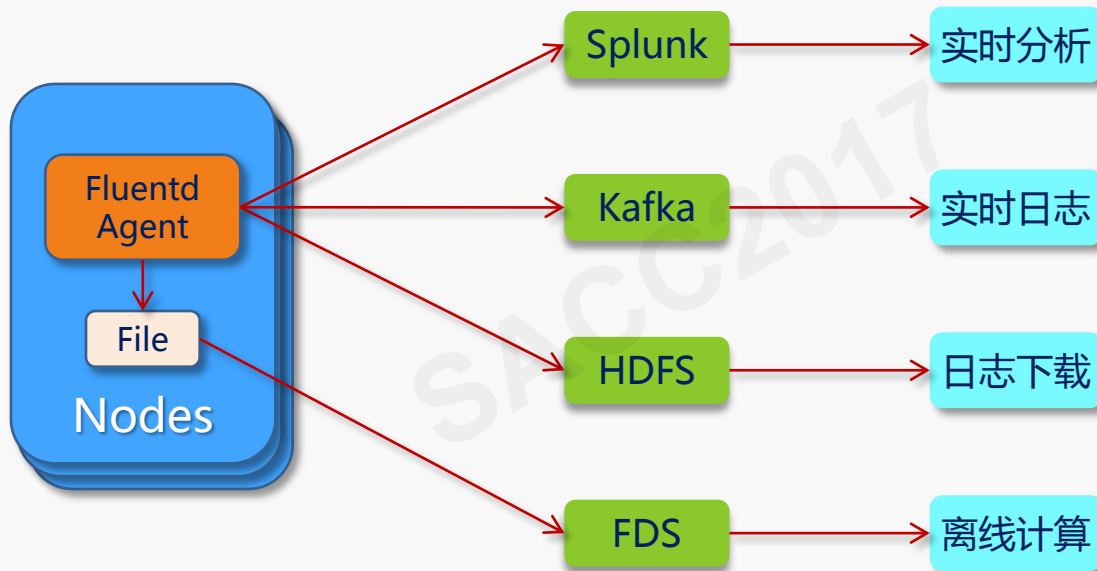 Splunk
实时分析
Fluentd
Agent
Kafka
实时日志
File
HDFS
日志下载
Nodes
FDS
离线计算
SACC2017